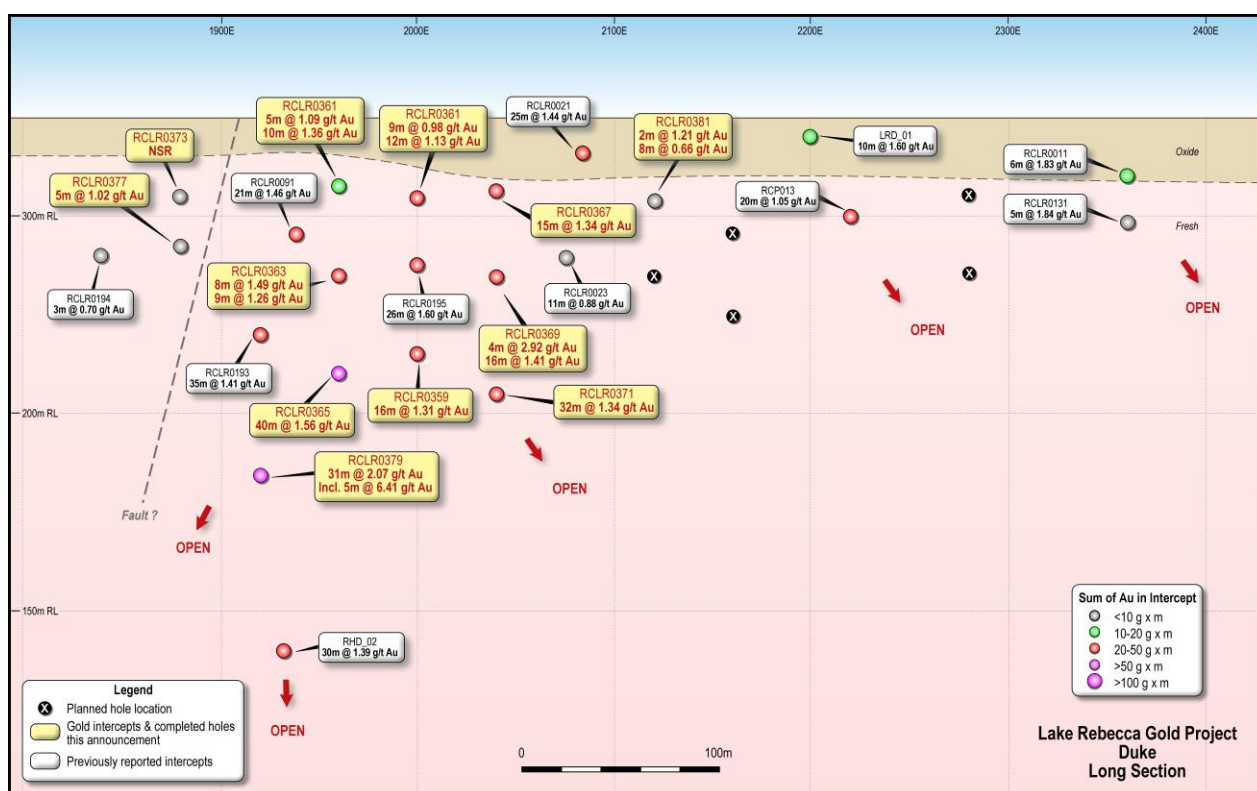 1900E
2000E
2100E
2200E
2300E
2400E
RCLR0361
5m @ 1.09 g/t Au
10m @ 1.36 g/t Au
RCLR0361
9m @ 0.98 g/t Au
12m @ 1.13 g/t Au
RCLR0021
25m @ 1.44 g/t Au
RCLR0381
2m @ 1.21 g/t Au
8m @ 0.66 g/t Au
LRD_01
10m @ 1.60 g/t Au
RCLR0011
6m @ 1.83 g/t Au
Oxide
RCLR0373
NSR
RCLR0377
5m @ 1.02 g/t Au
RCLR0091
21m @ 1.46 g/t Au
RCP013
20m @ 1.05 g/t Au
RCLR0131
5m @ 1.84 g/t Au
300m RL
Fresh
RCLR0367
15m @ 1.34 g/t Au
X
X
X
X
X
RCLR0194
3m @ 0.70 g/t Au
RCLR0363
8m @ 1.49 g/t Au
9m @ 1.26 g/t Au
RCLR0195
26m @ 1.60 g/t Au
RCLR0023
11m @ 0.88 g/t Au
OPEN
OPEN
RCLR0369
4m @ 2.92 g/t Au
16m @ 1.41 g/t Au
RCLR0193
35m @ 1.41 g/t Au
RCLR0365
40m @ 1.56 g/t Au
RCLR0359
16m @ 1.31 g/t Au
RCLR0371
32m @ 1.34 g/t Au
200m RL
RCLR0379
31m @ 2.07 g/t Au
Incl. 5m @ 6.41 g/t Au
OPEN
Fault ?
OPEN
150m RL
RHD_02
30m @ 1.39 g/t Au
OPEN
Legend
X Planned hole location
Gold intercepts & completed holes
this announcement
Previously reported intercepts
0
100m
Sum of Au in Intercept
<10 g x m
10-20 g x m
20-50 g x m
>50 g x m
>100 g x m
Lake Rebecca Gold Project
Duke
Long Section